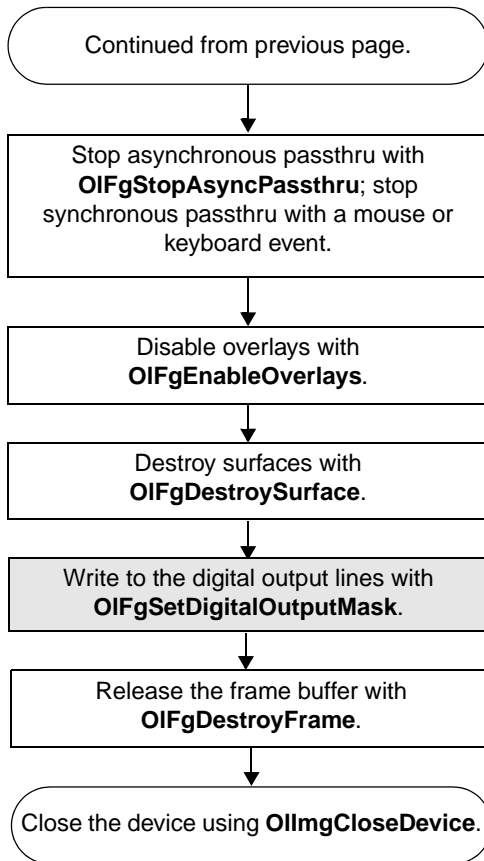 Continued from previous page.
Stop asynchronous passthru with
OlFgStopAsyncPassthru; stop
synchronous passthru with a mouse or
keyboard event.
Disable overlays with
OlFgEnableOverlays.
Destroy surfaces with
OlFgDestroySurface.
Write to the digital output lines with
OlFgSetDigitalOutputMask.
Release the frame buffer with
OlFgDestroyFrame.
Close the device using OlImgCloseDevice.